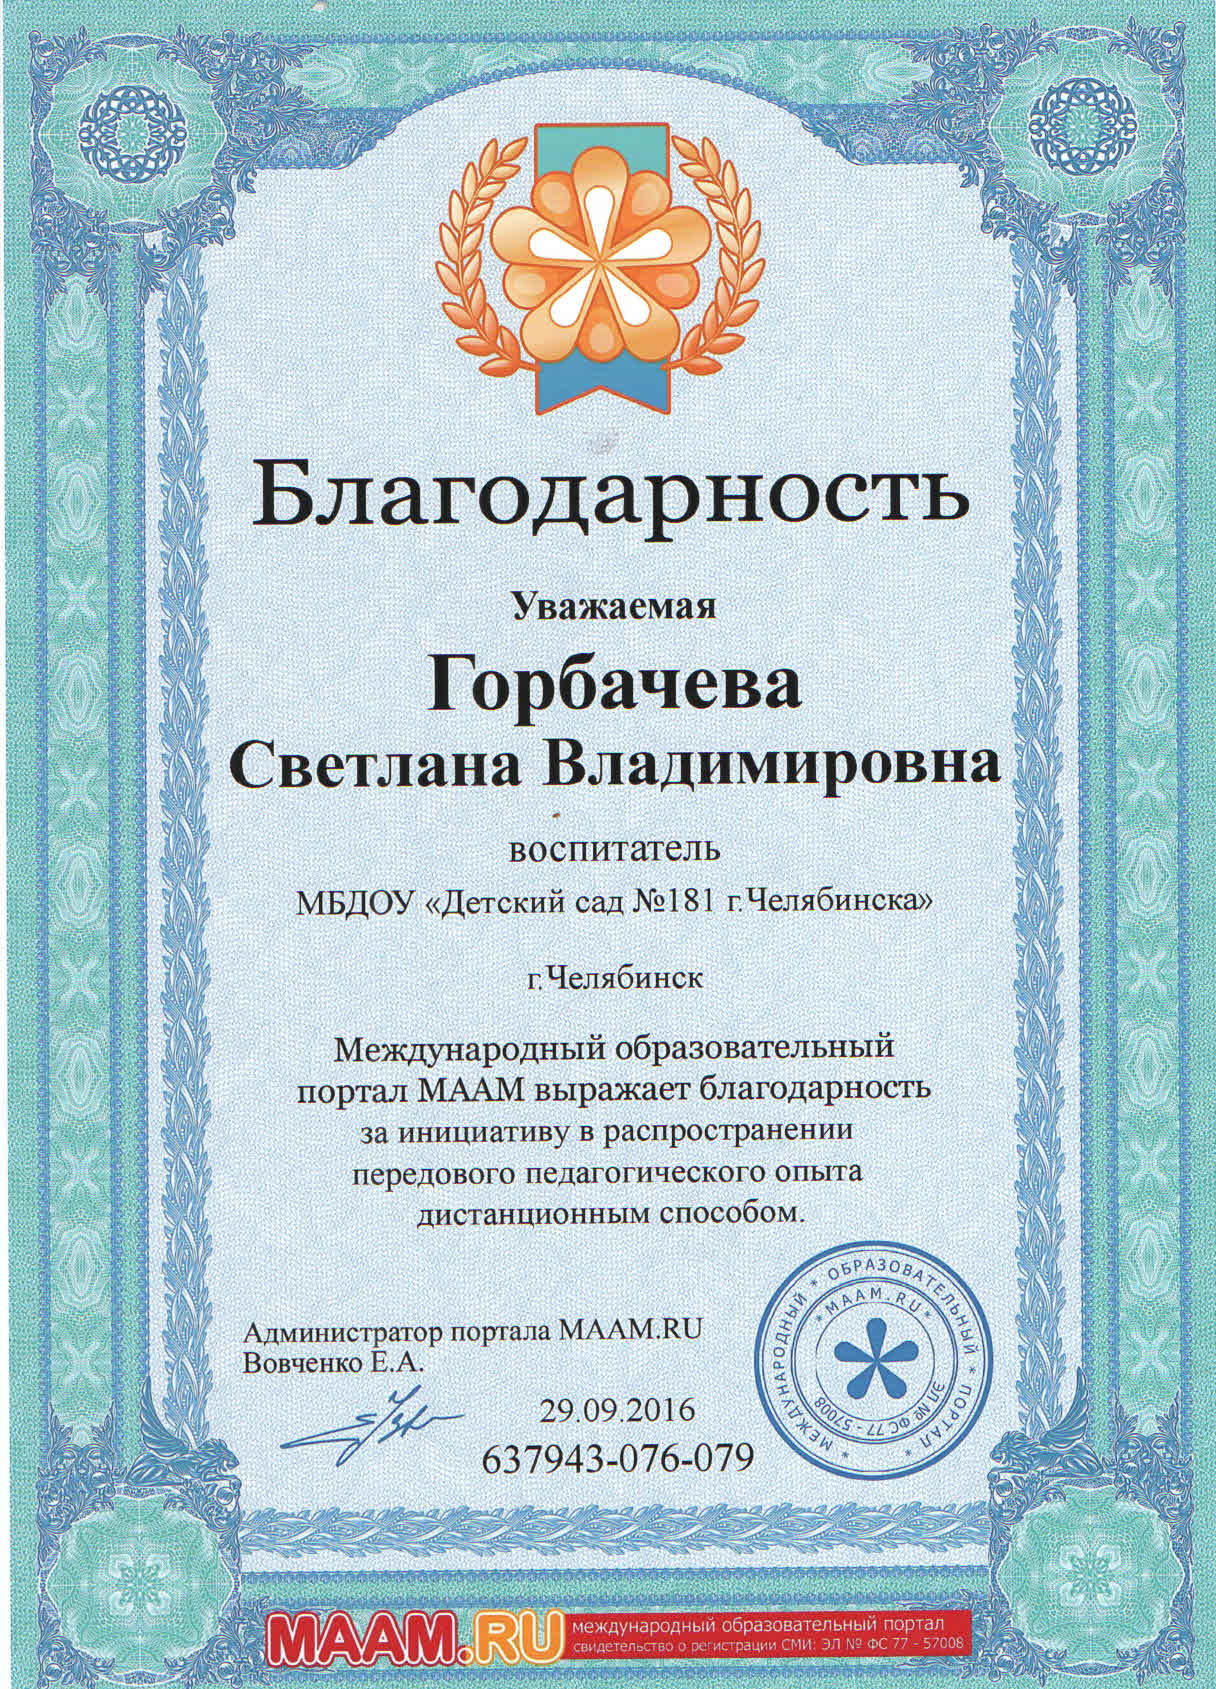 Благодарность
Уважаемая
Горбачева
Светлана Владимировна
воспитатель
МБДОУ «Детский сад №181 г.Челябинска»
г.Челябинск
Международный образовательный
портал МААМ выражает благодарность
за инициативу в распространении
передового педагогического опыта
дистанционным способом.
Администратор портала MAAM.RU
Вовченко Е.А.
29.09.2016
637943-076-079
* МЕЖДУНАРОДНЫЙ * ОБРАЗОВАТЕЛЬНЫЙ * ПОРТАЛ *
* MAAM.RU *
ЭЛ № ФС 77 - 57008
MAAM.RU
международный образовательный портал
свидетельство о регистрации СМИ: ЭЛ № ФС 77 - 57008